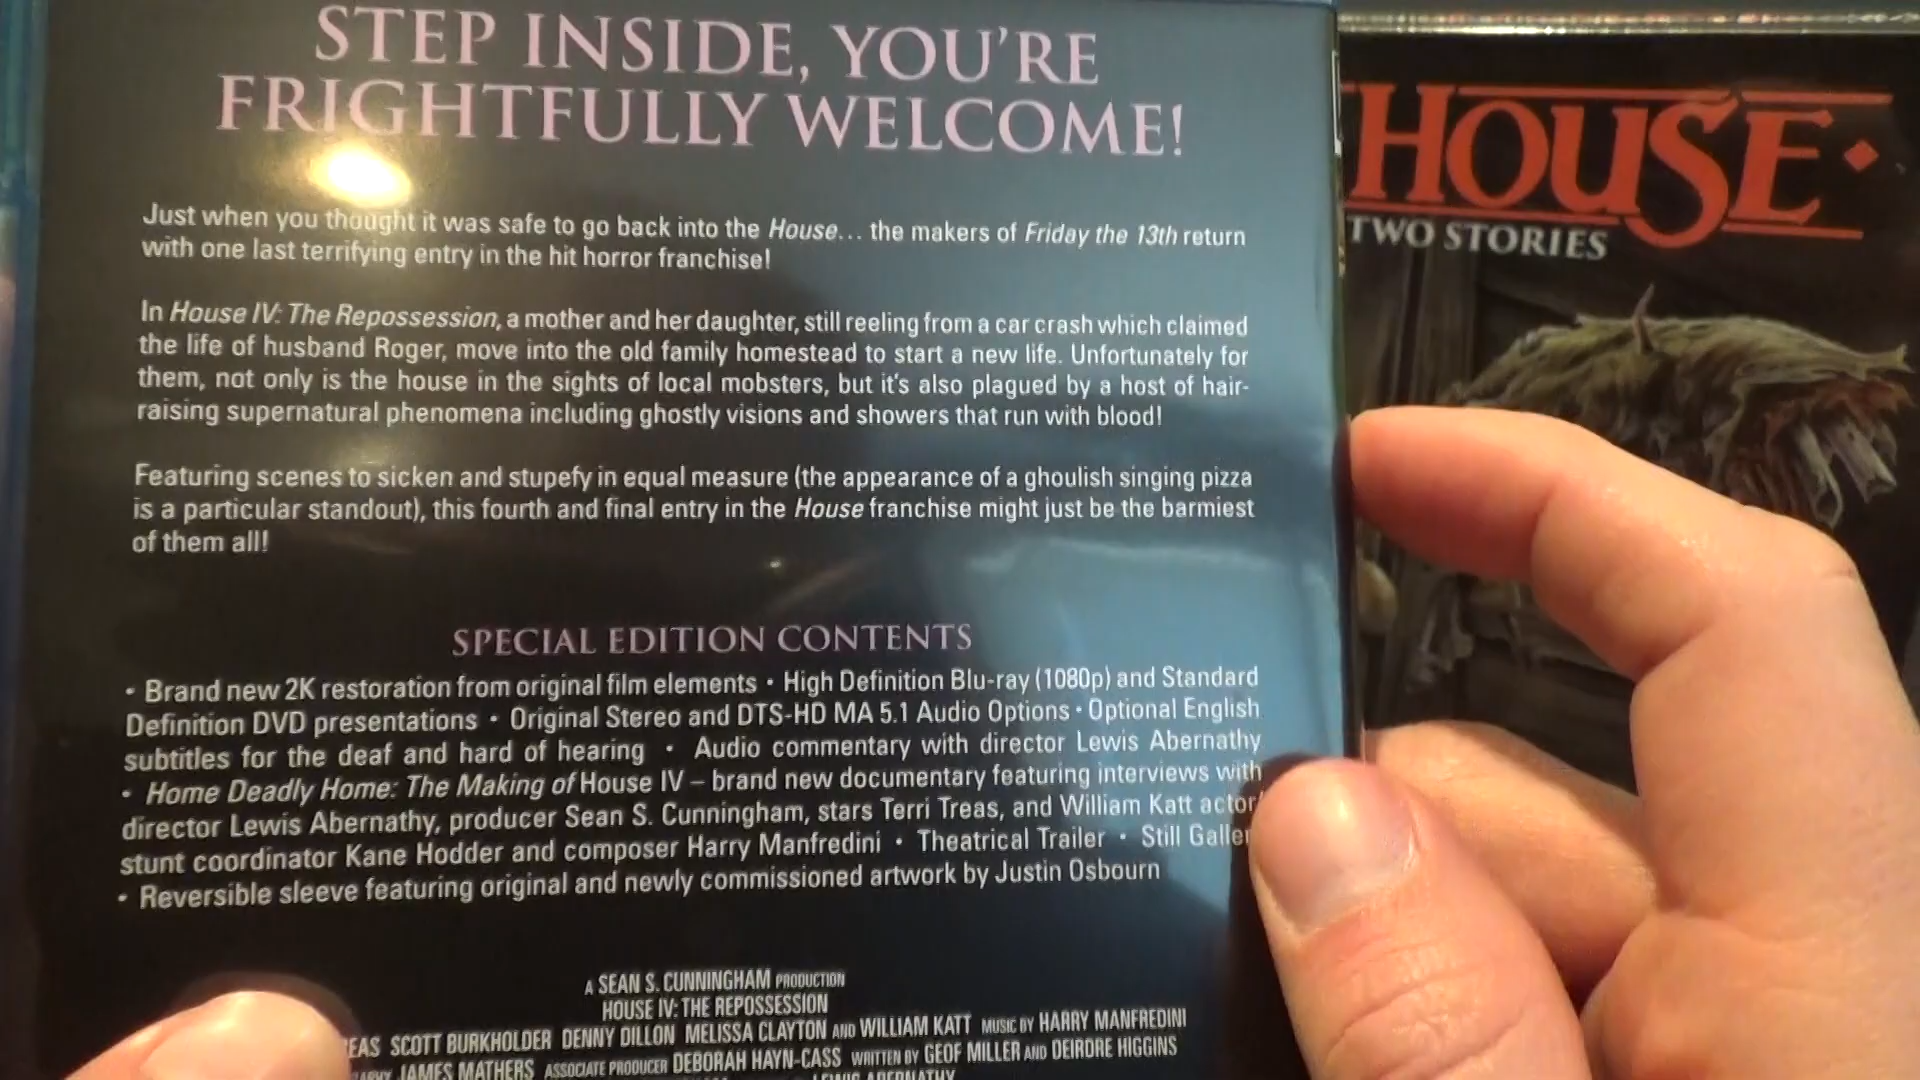 STEP INSIDE, YOU'RE
FRIGHTFULLY WELCOME!
Just when you thought it was safe to go back into the House... the makers of Friday the 13th return
with one last terrifying entry in the hit horror franchise!
In House IV: The Repossession, a mother and her daughter, still reeling from a car crash which claimed
the life of husband Roger, move into the old family homestead to start a new life. Unfortunately for
them, not only is the house in the sights of local mobsters, but it's also plagued by a host of hair-
raising supernatural phenomena including ghostly visions and showers that run with blood!
Featuring scenes to sicken and stupefy in equal measure (the appearance of a ghoulish singing pizza
is a particular standout), this fourth and final entry in the House franchise might just be the barmiest
of them all!
SPECIAL EDITION CONTENTS
• Brand new 2K restoration from original film elements • High Definition Blu-ray (1080p) and Standard
Definition DVD presentations • Original Stereo and DTS-HD MA 5.1 Audio Options • Optional English
subtitles for the deaf and hard of hearing • Audio commentary with director Lewis Abernathy
• Home Deadly Home: The Making of House IV – brand new documentary featuring interviews with
director Lewis Abernathy, producer Sean S. Cunningham, stars Terri Treas, and William Katt actor/
stunt coordinator Kane Hodder and composer Harry Manfredini • Theatrical Trailer • Still
• Reversible sleeve featuring original and newly commissioned artwork by Justin Osbourn
A SEAN S. CUNNINGHAM PRODUCTION
HOUSE IV: THE REPOSSESSION
SCOTT BURKHOLDER DENNY DILLON MELISSA CLAYTON AND WILLIAM KATT MUSIC BY HARRY MANFREDINI
JAMES MATHERS ASSOCIATE PRODUCER DEBORAH HAYN-CASS WRITTEN BY GEOF MILLER AND DEIRDRE HIGGINS
HOUSE
TWO STORIES